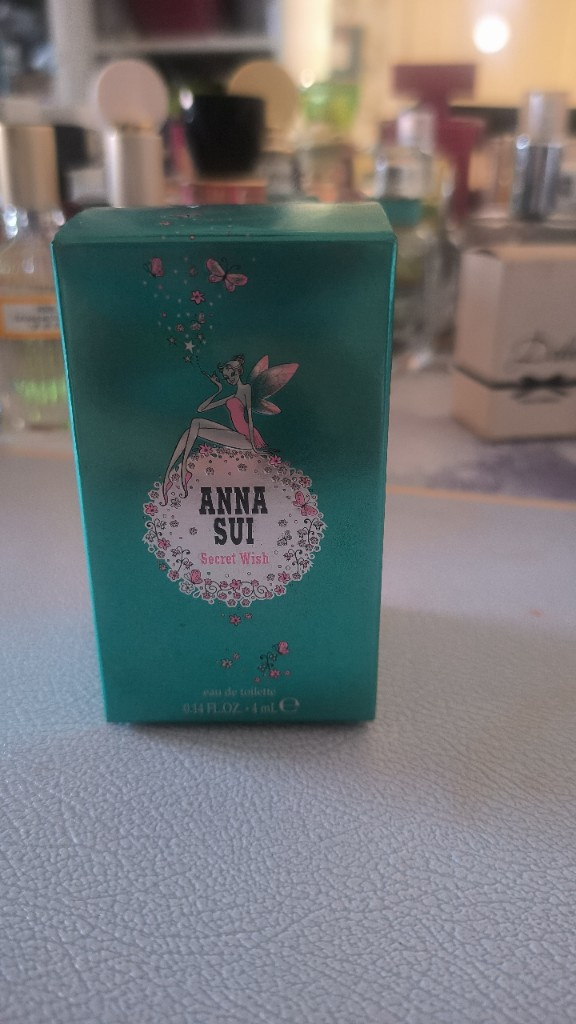 ANNA
SUI
Secret Wish
eau de toilette
0.14 FL.OZ. • 4 mL ℮